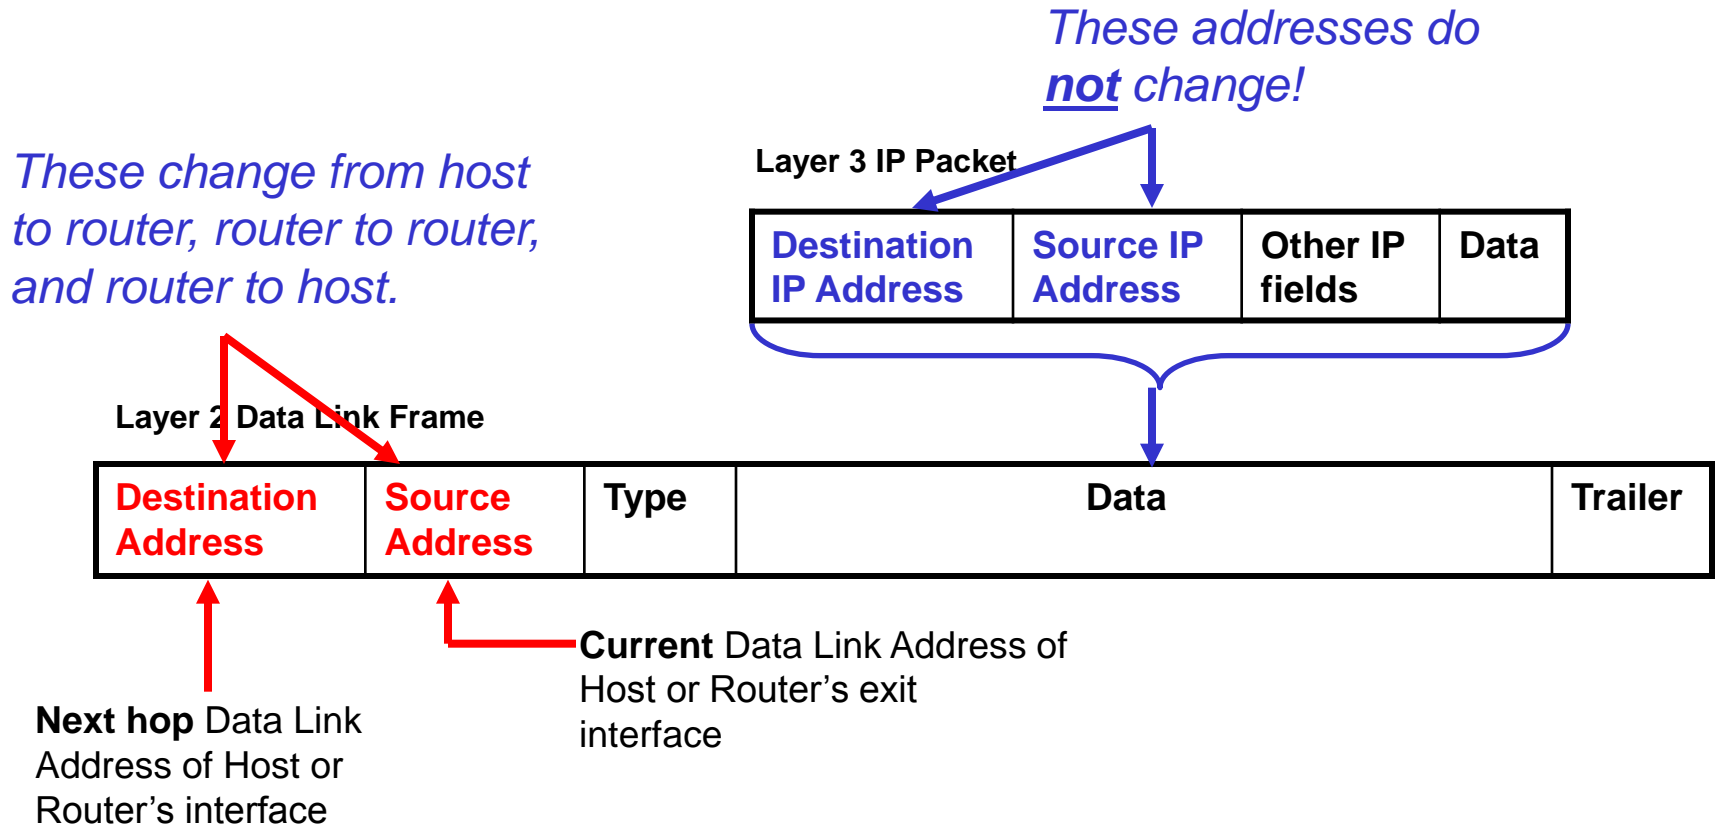 These addresses do
not change!
These change from host
to router, router to router,
and router to host.
Layer 3 IP Packet
Destination
IP Address
Source IP
Address
Other IP
fields
Data
Layer 2 Data Link Frame
Destination
Address
Source
Address
Type
Data
Trailer
Current Data Link Address of
Host or Router’s exit
interface
Next hop Data Link
Address of Host or
Router’s interface